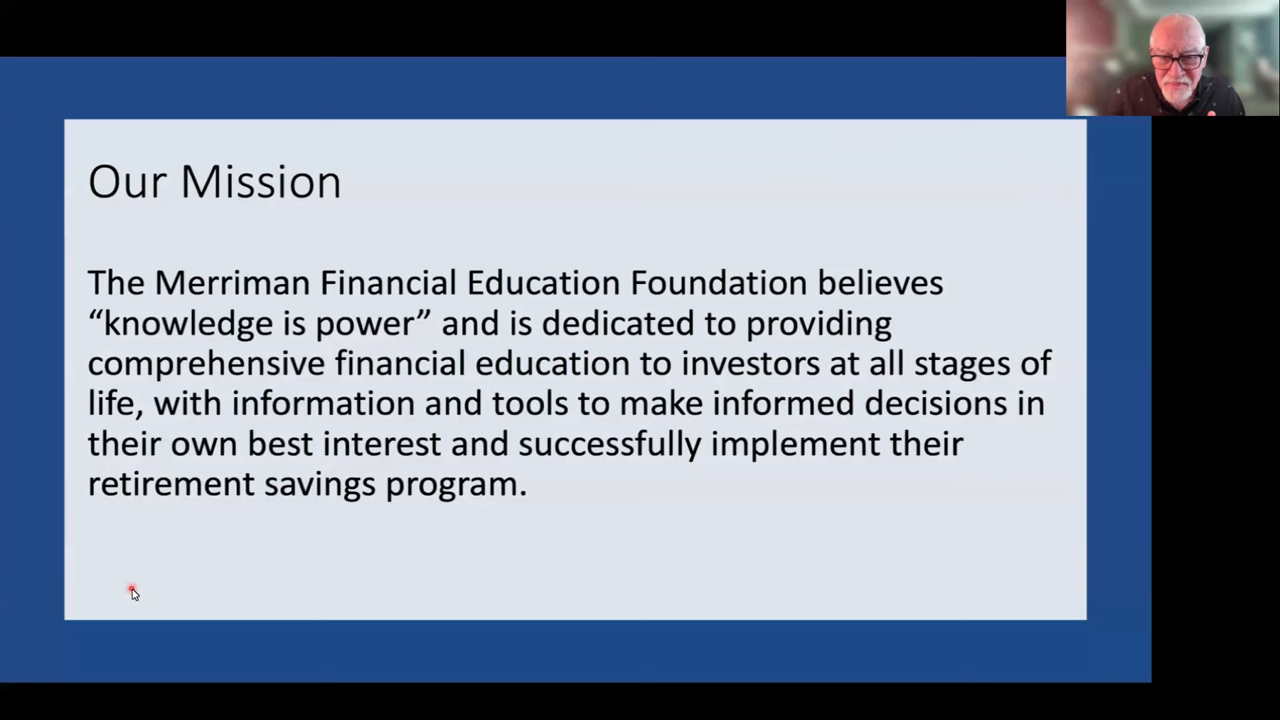 Our Mission
The Merriman Financial Education Foundation believes
“knowledge is power” and is dedicated to providing
comprehensive financial education to investors at all stages of
life, with information and tools to make informed decisions in
their own best interest and successfully implement their
retirement savings program.